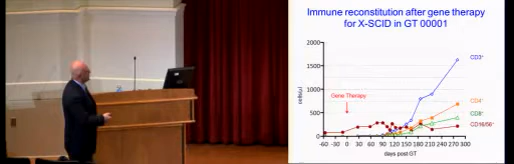 Immune reconstitution after gene therapy
for X-SCID in GT 00001
2000
1500
1000
500
0
cells/µl
Gene Therapy
CD3⁺
CD4⁺
CD8⁺
CD16/56⁺
-60 -30 0 30 60 90 120 150 180 210 240 270 300
days post-GT